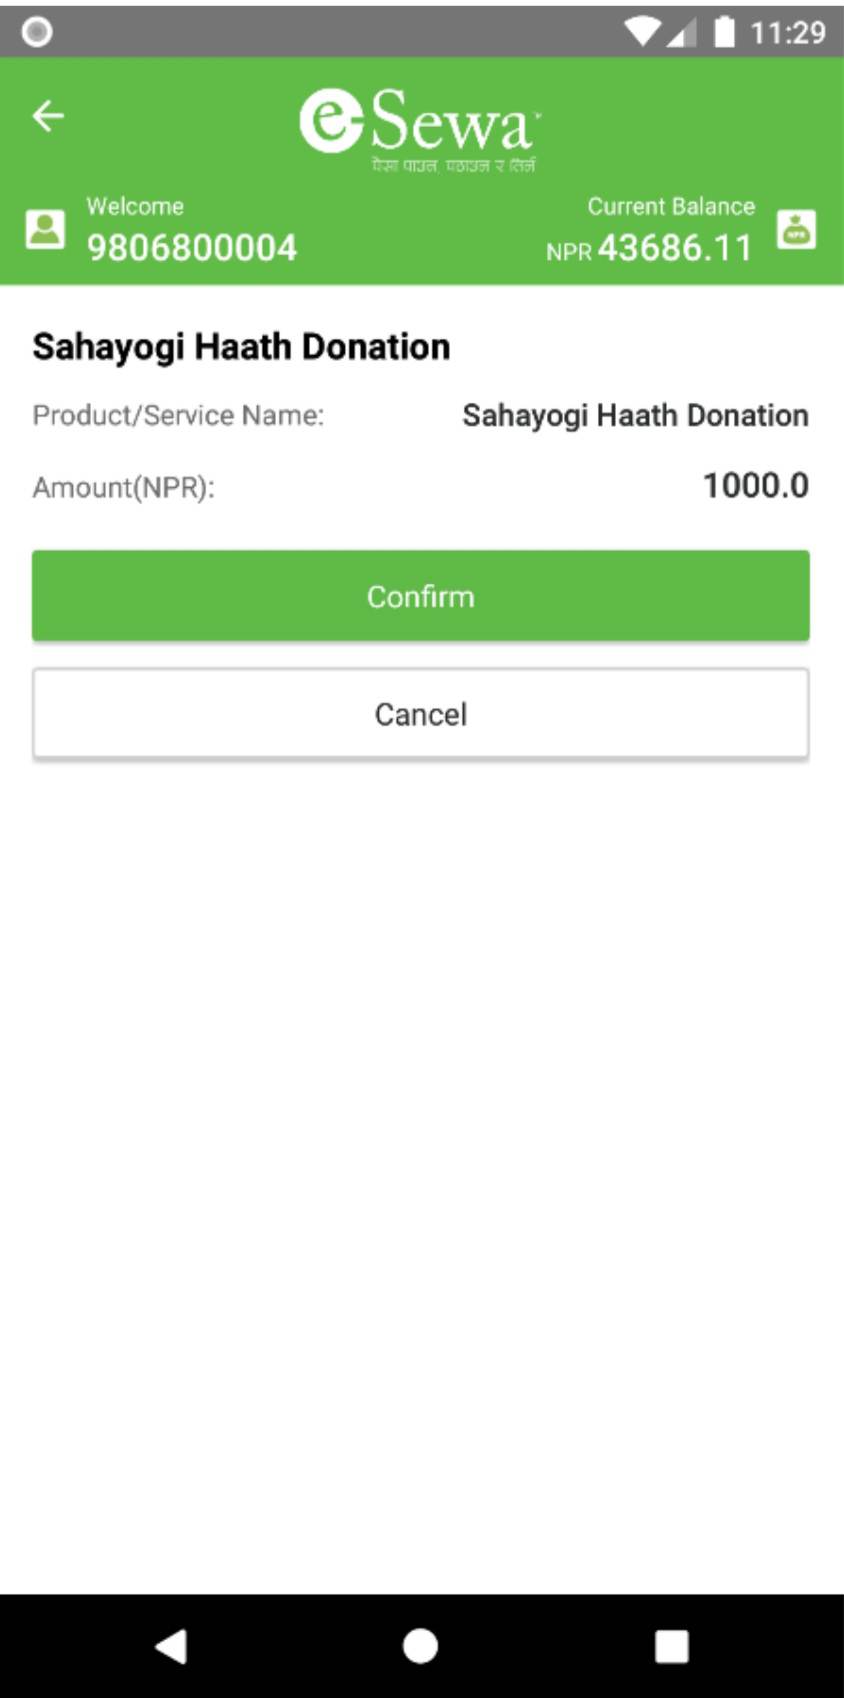 11:29
eSewa
पैसा पाउन, पठाउन र तिर्न
Welcome
Current Balance
9806800004
NPR 43686.11
NPR
Sahayogi Haath Donation
Product/Service Name: Sahayogi Haath Donation
Amount(NPR): 1000.0
Confirm
Cancel